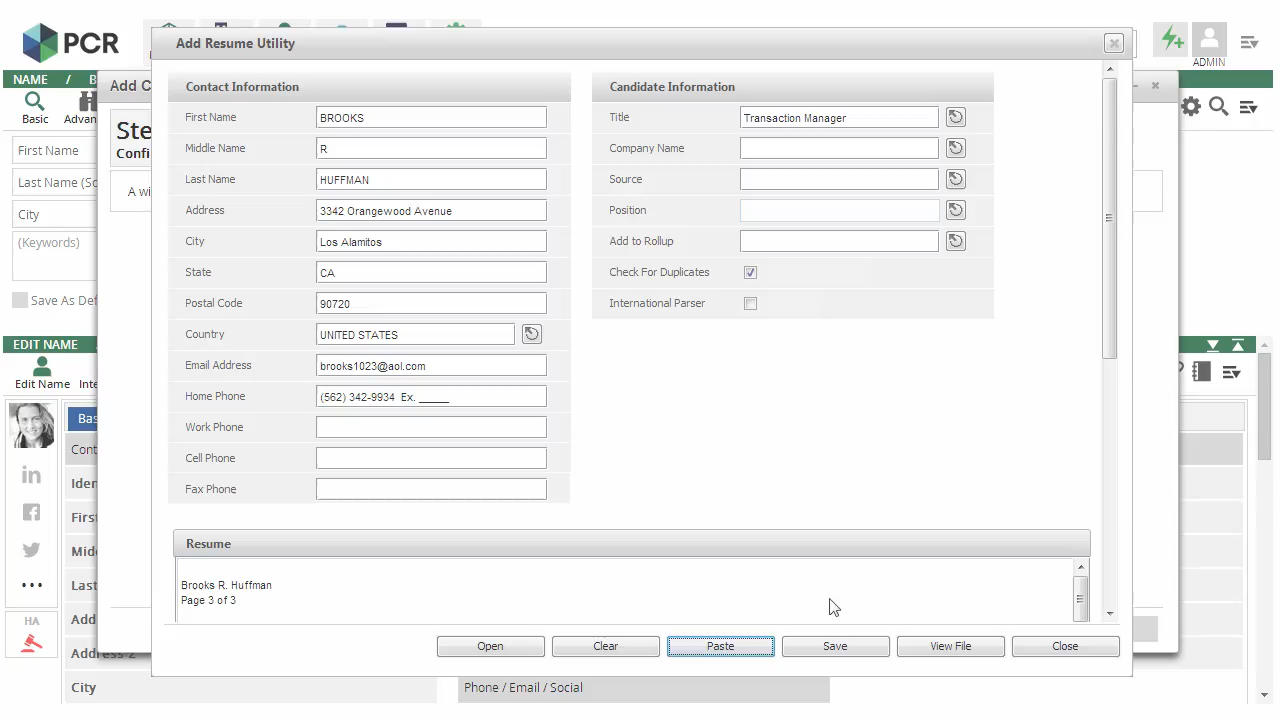 PCR
ADMIN
NAME / B
Basic
Advan
First Name
Last Name (So
City
(Keywords)
Save As Def
Add C
Ste
Confi
A wi
Add Resume Utility
Contact Information
First Name BROOKS
Middle Name R
Last Name HUFFMAN
Address 3342 Orangewood Avenue
City Los Alamitos
State CA
Postal Code 90720
Country UNITED STATES
Email Address brooks1023@aol.com
Home Phone (562) 342-9934 Ex. _____
Work Phone
Cell Phone
Fax Phone
Candidate Information
Title Transaction Manager
Company Name
Source
Position
Add to Rollup
Check For Duplicates
International Parser
Resume
Brooks R. Huffman
Page 3 of 3
Open Clear Paste Save View File Close
EDIT NAME
Edit Name Inte
Bas
Cont
Iden
First
Midd
Last
Add
Address 2
City
Phone / Email / Social
HA